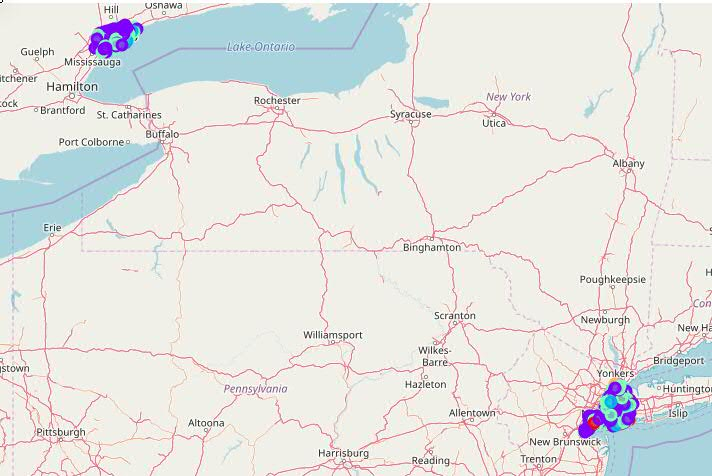 Hill
Oshawa
Guelph
Mississauga
itchener
Hamilton
ock
Brantford
St. Catharines
Port Colborne
Buffalo
Lake Ontario
Rochester
Syracuse
New York
Utica
Albany
Erie
Binghamton
Poughkeepsie
H
Con
Scranton
Newburgh
New Ha
Williamsport
Wilkes-
Barre
Bridgeport
Yonkers
gstown
Hazleton
Huntington
Pennsylvania
Allentown
Islip
Altoona
Pittsburgh
New Brunswick
Harrisburg
Reading
Trenton